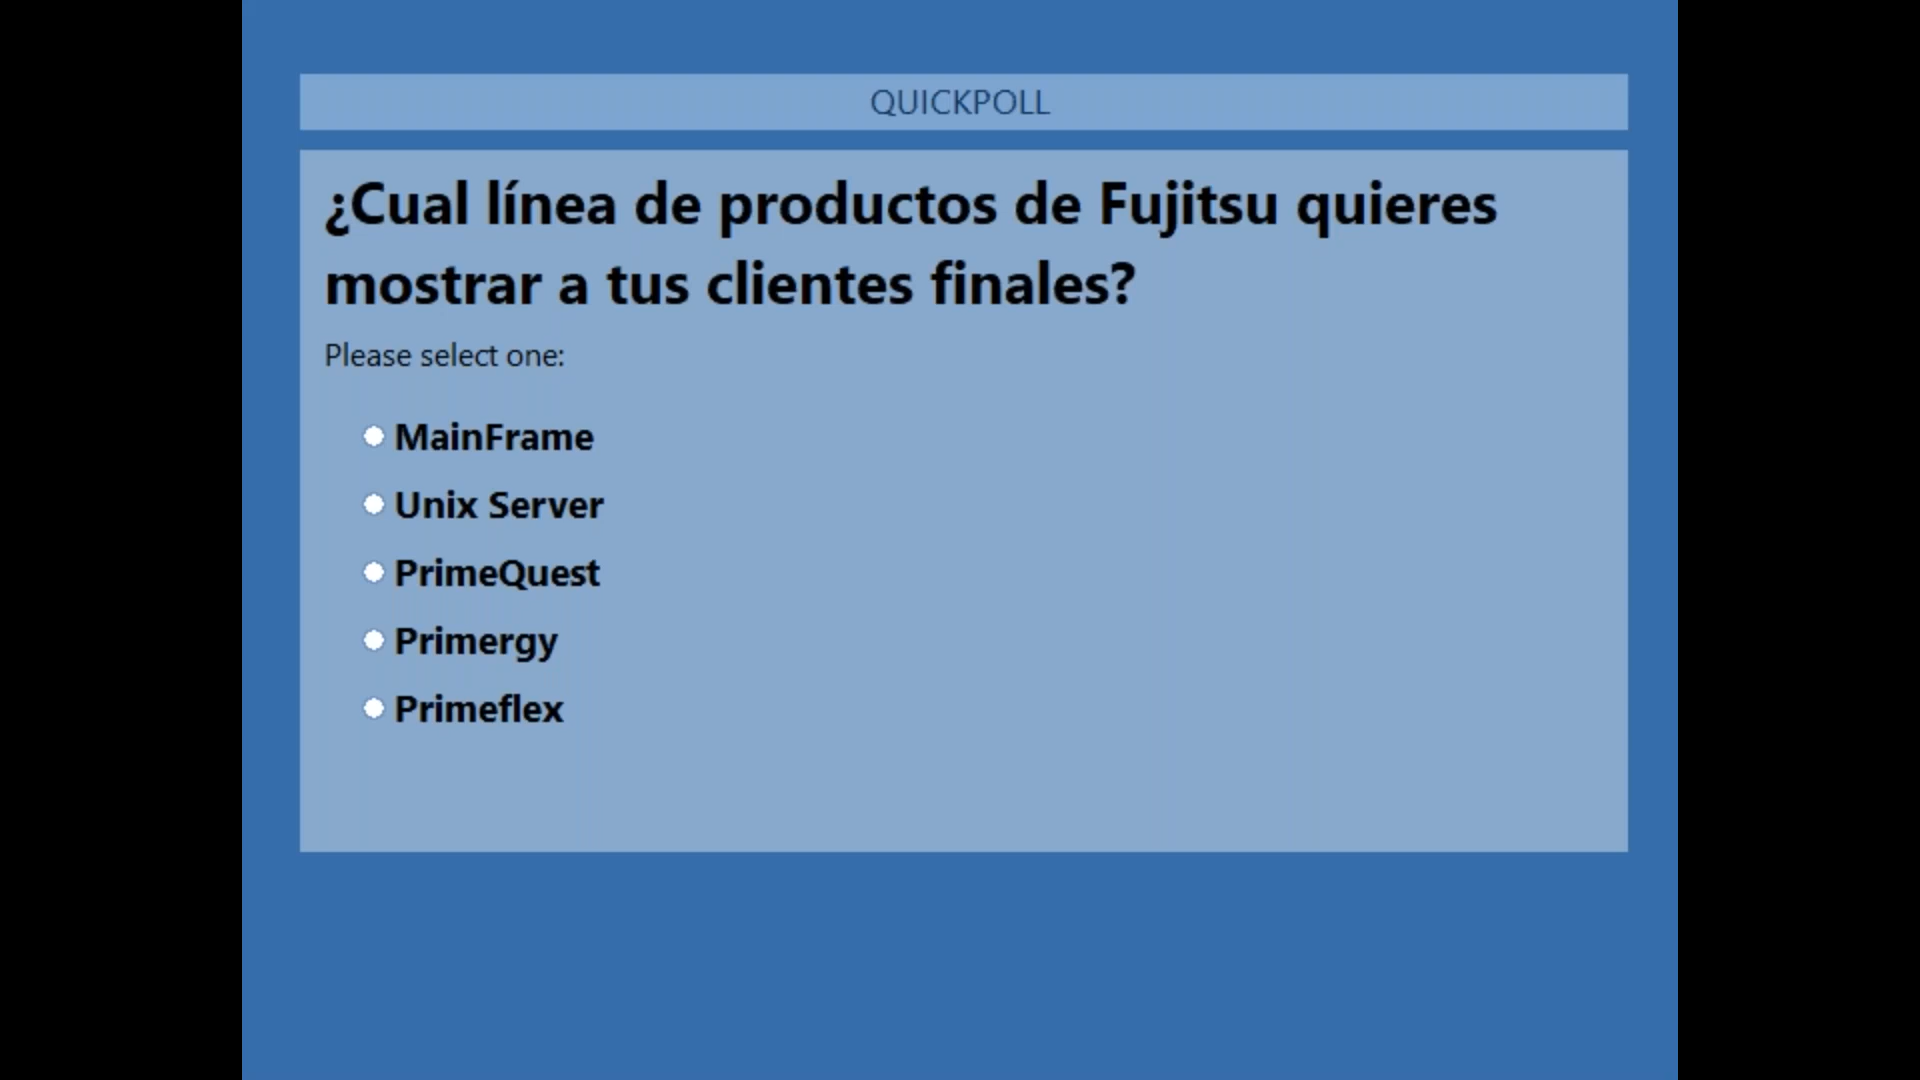 QUICKPOLL
¿Cual línea de productos de Fujitsu quieres
mostrar a tus clientes finales?
Please select one:
MainFrame
Unix Server
PrimeQuest
Primergy
Primeflex